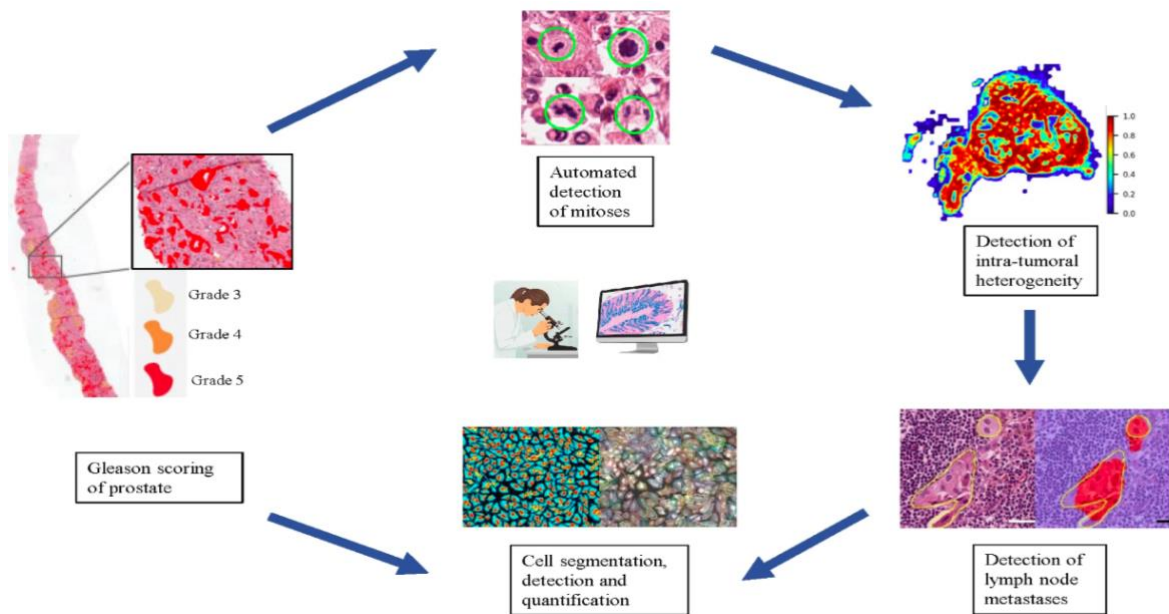 Automated
detection
of mitoses
1.0
0.8
0.6
0.4
0.2
0.0
Detection of
intra-tumoral
heterogeneity
Grade 3
Grade 4
Grade 5
Gleason scoring
of prostate
Cell segmentation,
detection and
quantification
Detection of
lymph node
metastases